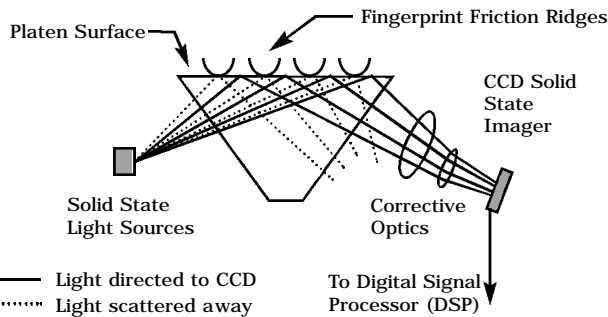 Platen Surface
Fingerprint Friction Ridges
CCD Solid
State
Imager
Solid State
Light Sources
Corrective
Optics
Light directed to CCD
Light scattered away
To Digital Signal
Processor (DSP)